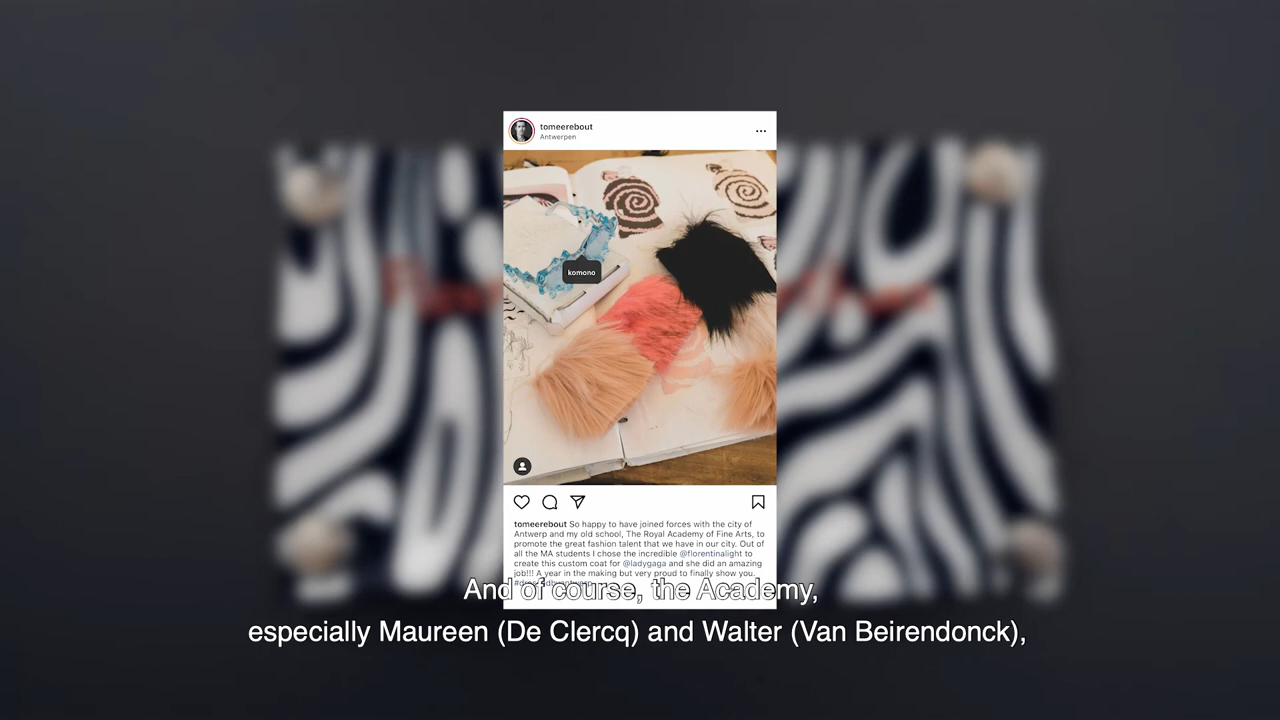 tomeerebout
Antwerpen
komono
tomeerebout So happy to have joined forces with the city of
Antwerp and my old school, The Royal Academy of Fine Arts, to
promote the great fashion talent that we have in our city. Out of
all the MA students I chose the incredible @florentinalight to
create this custom coat for @ladygaga and she did an amazing
job!!! A year in the making but very proud to finally show you.
And of course, the Academy,
especially Maureen (De Clercq) and Walter (Van Beirendonck),